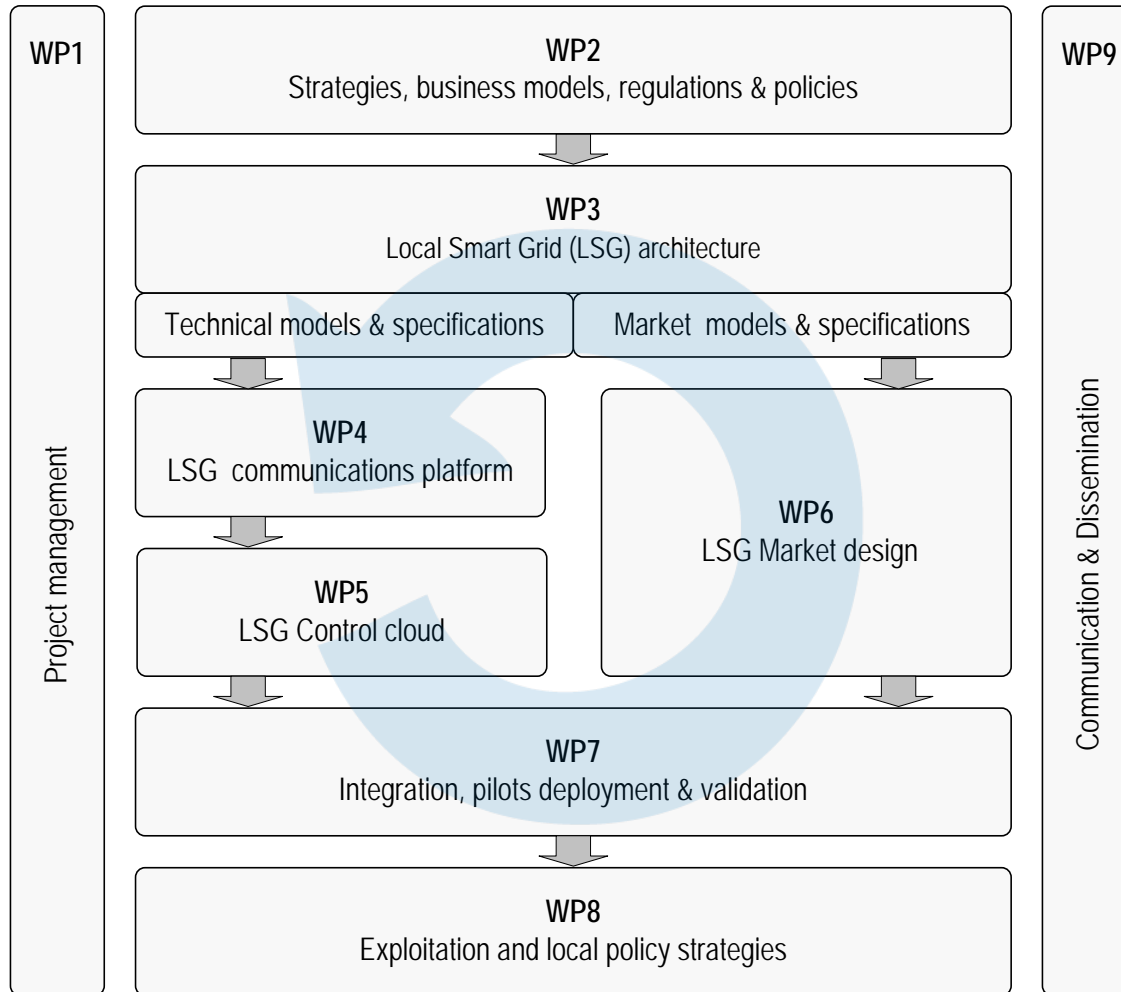 WP1
Project management
WP2
Strategies, business models, regulations & policies
WP3
Local Smart Grid (LSG) architecture
Technical models & specifications
Market models & specifications
WP4
LSG communications platform
WP5
LSG Control cloud
WP6
LSG Market design
WP7
Integration, pilots deployment & validation
WP8
Exploitation and local policy strategies
WP9
Communication & Dissemination